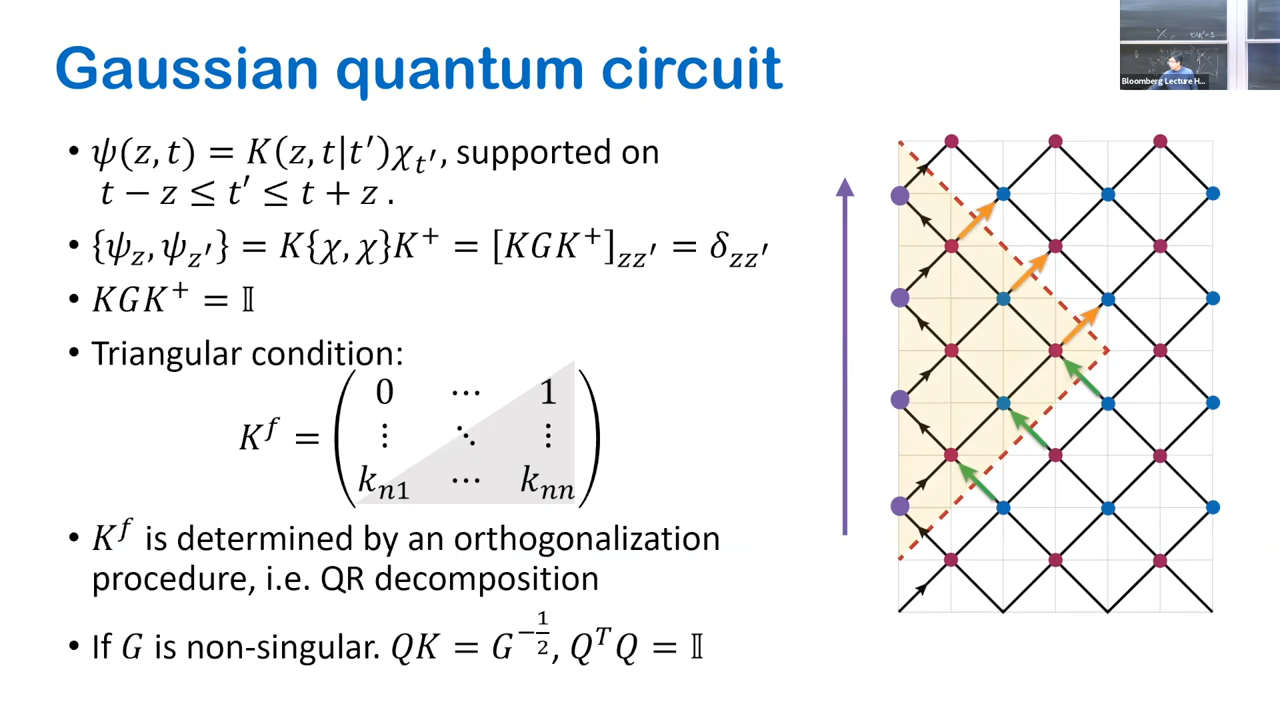 Gaussian quantum circuit
• ψ(z, t) = K(z, t|t′)χ_{t′}, supported on
t − z ≤ t′ ≤ t + z .
• {ψ_z, ψ_{z′}} = K{χ, χ}K⁺ = [KGK⁺]_{zz′} = δ_{zz′}
• KGK⁺ = 𝕀
• Triangular condition:
0 ⋯ 1
K^f = ⋮ ⋱ ⋮
k_{n1} ⋯ k_{nn}
• K^f is determined by an orthogonalization
procedure, i.e. QR decomposition
• If G is non-singular. QK = G^{−1/2}, Q^T Q = 𝕀
Bloomberg Lecture H...